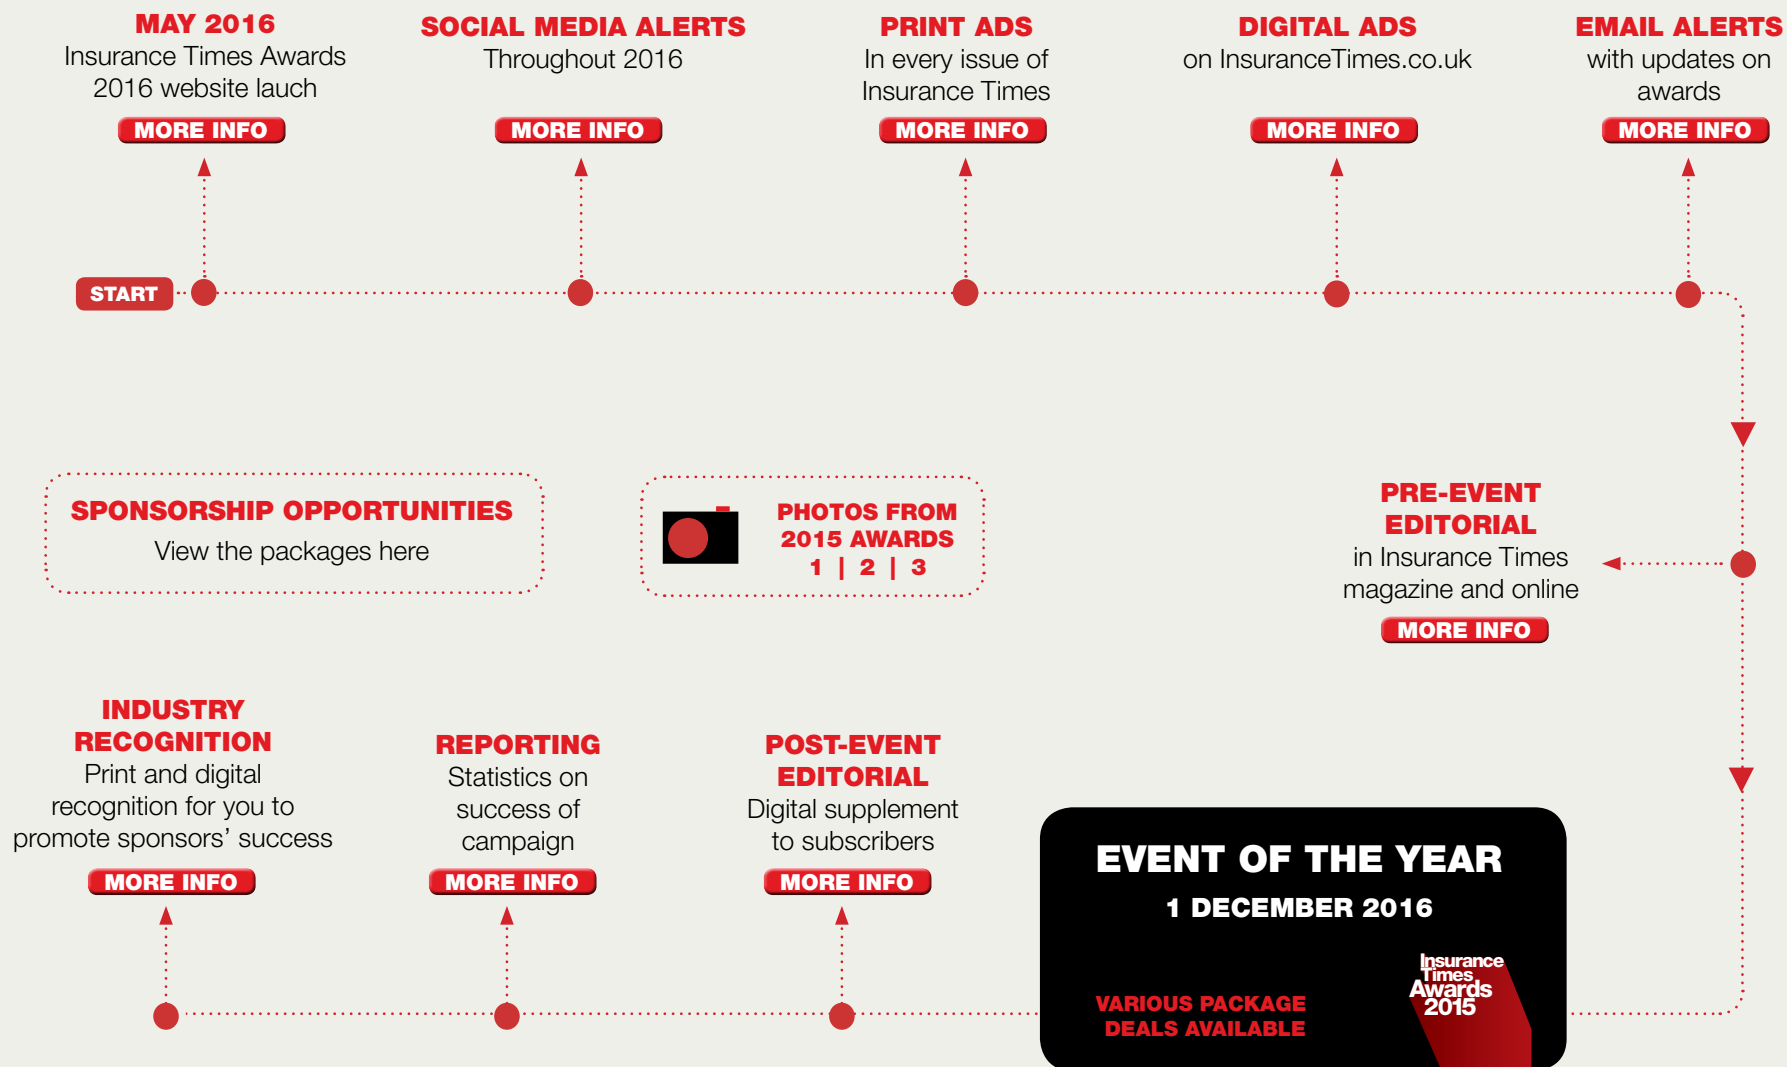 MAY 2016
Insurance Times Awards
2016 website lauch
MORE INFO
SOCIAL MEDIA ALERTS
Throughout 2016
MORE INFO
PRINT ADS
In every issue of
Insurance Times
MORE INFO
DIGITAL ADS
on InsuranceTimes.co.uk
MORE INFO
EMAIL ALERTS
with updates on
awards
MORE INFO
START
SPONSORSHIP OPPORTUNITIES
View the packages here
PHOTOS FROM
2015 AWARDS
1 | 2 | 3
PRE-EVENT
EDITORIAL
in Insurance Times
magazine and online
MORE INFO
INDUSTRY
RECOGNITION
Print and digital
recognition for you to
promote sponsors’ success
MORE INFO
REPORTING
Statistics on
success of
campaign
MORE INFO
POST-EVENT
EDITORIAL
Digital supplement
to subscribers
MORE INFO
EVENT OF THE YEAR
1 DECEMBER 2016
VARIOUS PACKAGE
DEALS AVAILABLE
Insurance
Times
Awards
2015